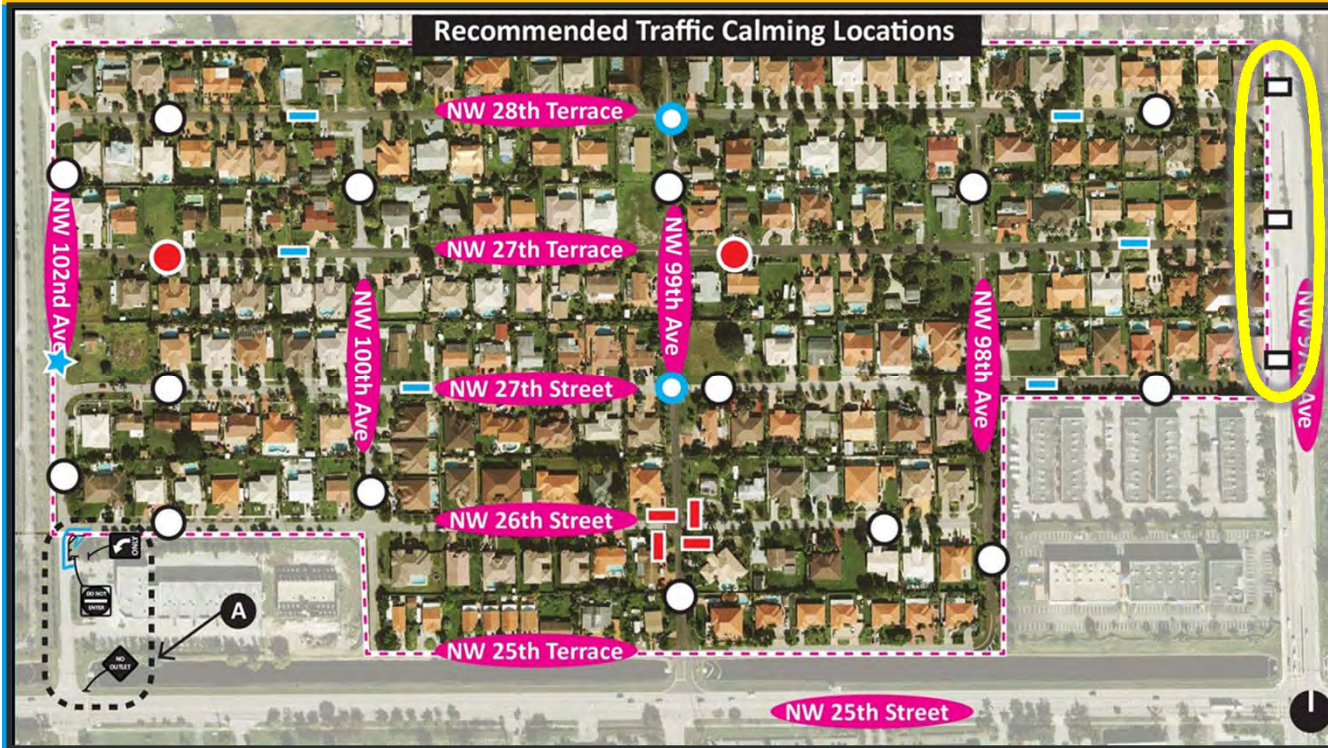 Recommended Traffic Calming Locations
NW 28th Terrace
NW 102nd Ave
NW 27th Terrace
NW 99th Ave
NW 100th Ave
NW 98th Ave
NW 27th Street
NW 26th Street
ONLY
DO NOT
ENTER
A
NO
OUTLET
NW 25th Terrace
NW 25th Street